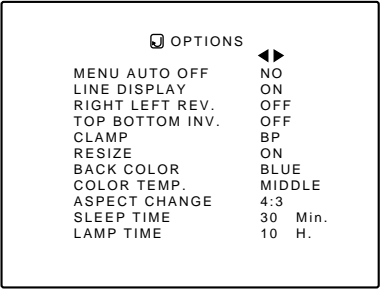 OPTIONS
◀▶
MENU AUTO OFF NO
LINE DISPLAY ON
RIGHT LEFT REV. OFF
TOP BOTTOM INV. OFF
CLAMP BP
RESIZE ON
BACK COLOR BLUE
COLOR TEMP. MIDDLE
ASPECT CHANGE 4:3
SLEEP TIME 30 Min.
LAMP TIME 10 H.